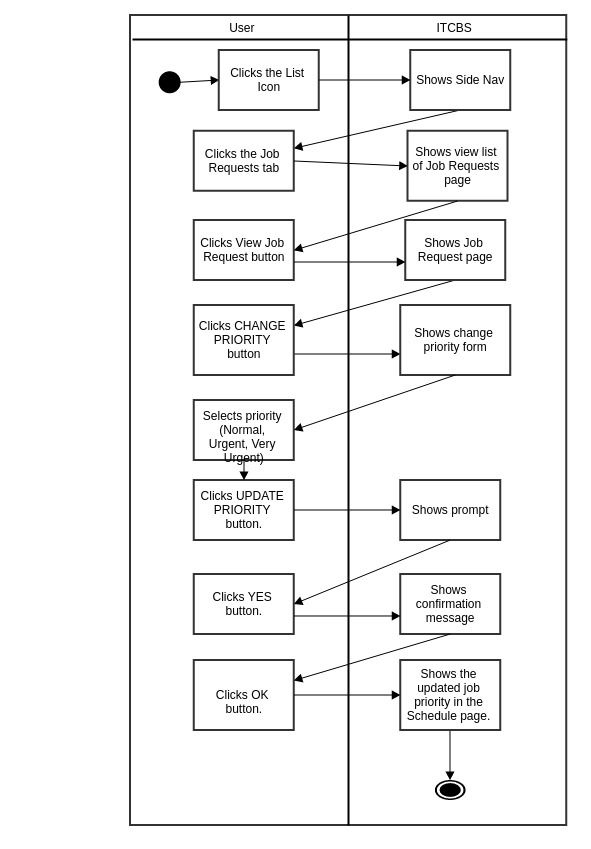 User
ITCBS
Clicks the List
Icon
Shows Side Nav
Clicks the Job
Requests tab
Shows view list
of Job Requests
page
Clicks View Job
Request button
Shows Job
Request page
Clicks CHANGE
PRIORITY
button
Shows change
priority form
Selects priority
(Normal,
Urgent, Very
Urgent)
Clicks UPDATE
PRIORITY
button.
Shows prompt
Clicks YES
button.
Shows
confirmation
message
Clicks OK
button.
Shows the
updated job
priority in the
Schedule page.